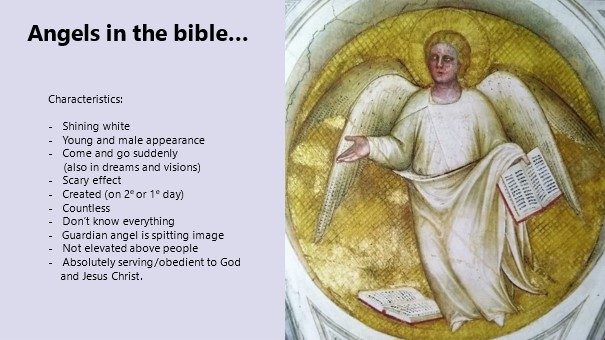 Angels in the bible...
Characteristics:
- Shining white
- Young and male appearance
- Come and go suddenly
(also in dreams and visions)
- Scary effect
- Created (on 2ᵉ or 1ᵉ day)
- Countless
- Don't know everything
- Guardian angel is spitting image
- Not elevated above people
- Absolutely serving/obedient to God
and Jesus Christ.